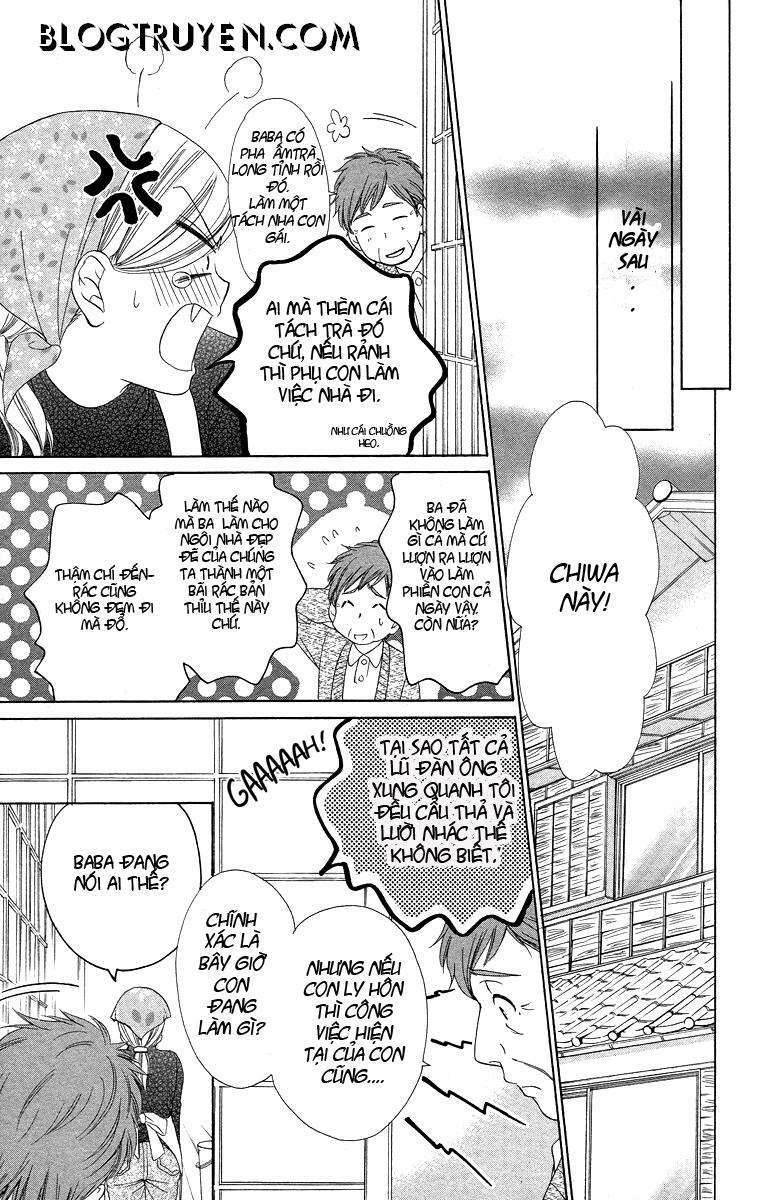 BLOGTRUYEN.COM
VÀI
NGÀY
SAU
. .
CHIWA
NÀY!
BABA CÓ
PHA ẤMTRÀ
LONG TỈNH RỒI
ĐÓ.
LÀM MỘT
TÁCH NHA CON
GÁI.
AI MÀ THÈM CÁI
TÁCH TRÀ ĐÓ
CHỨ, NẾU RẢNH
THÌ PHỤ CON LÀM
VIỆC NHÀ ĐI.
NHƯ CÁI CHUỒNG
HEO.
BA ĐÃ
KHÔNG LÀM
GÌ CẢ MÀ CỨ
LƯỢN RA LƯỢN
VÀO LÀM
PHIỀN CON CẢ
NGÀY VẬY.
CÒN NỮA?
LÀM THẾ NÀO
MÀ BA LÀM CHO
NGÔI NHÀ ĐẸP
ĐẼ CỦA CHÚNG
TA THÀNH MỘT
BÃI RÁC BẢN
THỈU THẾ NÀY
CHỨ.
THẬM CHÍ ĐẾN-
RÁC CŨNG
KHÔNG ĐEM ĐI
MÀ ĐỔ.
TẠI SAO TẤT CẢ
LŨ ĐÀN ÔNG
XUNG QUANH TÔI
ĐỀU CẨU THẢ VÀ
LƯỜI NHÁC THẾ
KHÔNG BIẾT.
GAAAAAH!
BABA ĐANG
NÓI AI THẾ?
CHĨNH
XÁC LÀ
BÂY GIỜ
CON
ĐANG
LÀM GÌ?
NHƯNG NẾU
CON LY HÔN
THÌ CÔNG
VIỆC HIỆN
TẠI CỦA CON
CŨNG....